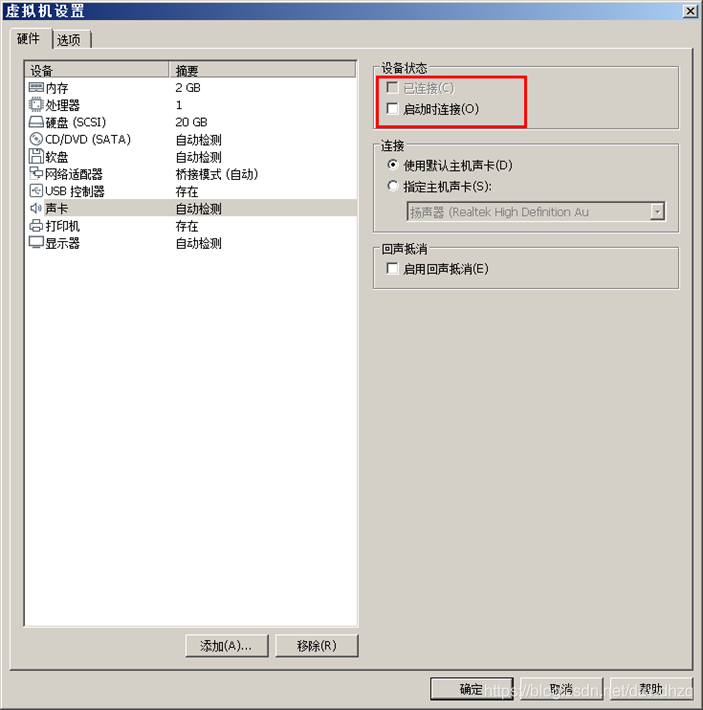 虚拟机设置
硬件 选项
设备 摘要
内存 2 GB
处理器 1
硬盘 (SCSI) 20 GB
CD/DVD (SATA) 自动检测
软盘 自动检测
网络适配器 桥接模式 (自动)
USB 控制器 存在
声卡 自动检测
打印机 存在
显示器 自动检测
添加(A)... 移除(R)
设备状态
已连接(C)
启动时连接(O)
连接
使用默认主机声卡(D)
指定主机声卡(S):
扬声器 (Realtek High Definition Au
回声抵消
启用回声抵消(E)
确定 取消 帮助